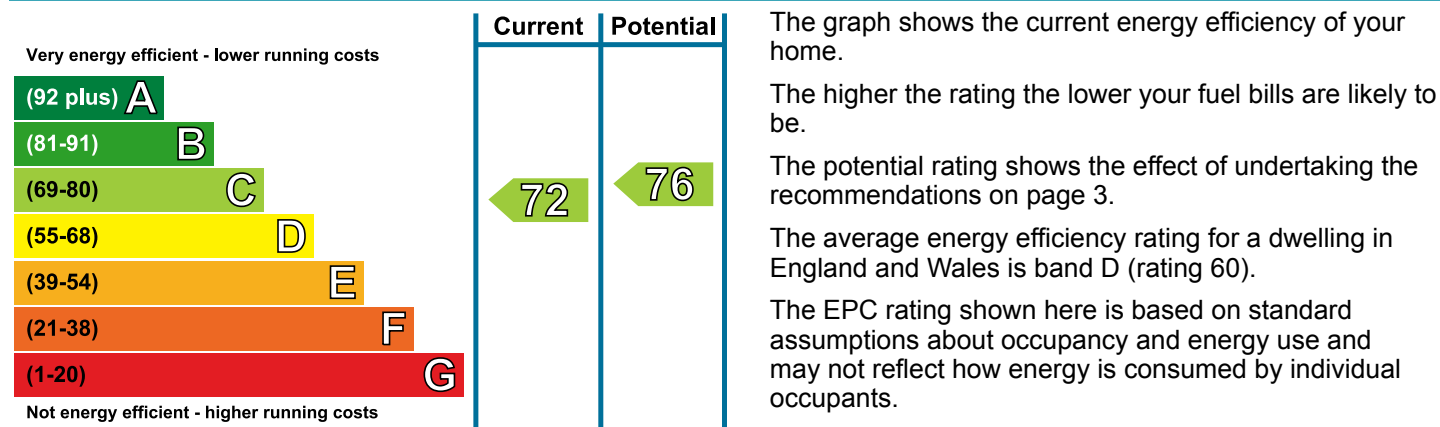 Current Potential
Very energy efficient - lower running costs
(92 plus) A
(81-91) B
(69-80) C
(55-68) D
(39-54) E
(21-38) F
(1-20) G
Not energy efficient - higher running costs
72
76
The graph shows the current energy efficiency of your
home.
The higher the rating the lower your fuel bills are likely to
be.
The potential rating shows the effect of undertaking the
recommendations on page 3.
The average energy efficiency rating for a dwelling in
England and Wales is band D (rating 60).
The EPC rating shown here is based on standard
assumptions about occupancy and energy use and
may not reflect how energy is consumed by individual
occupants.